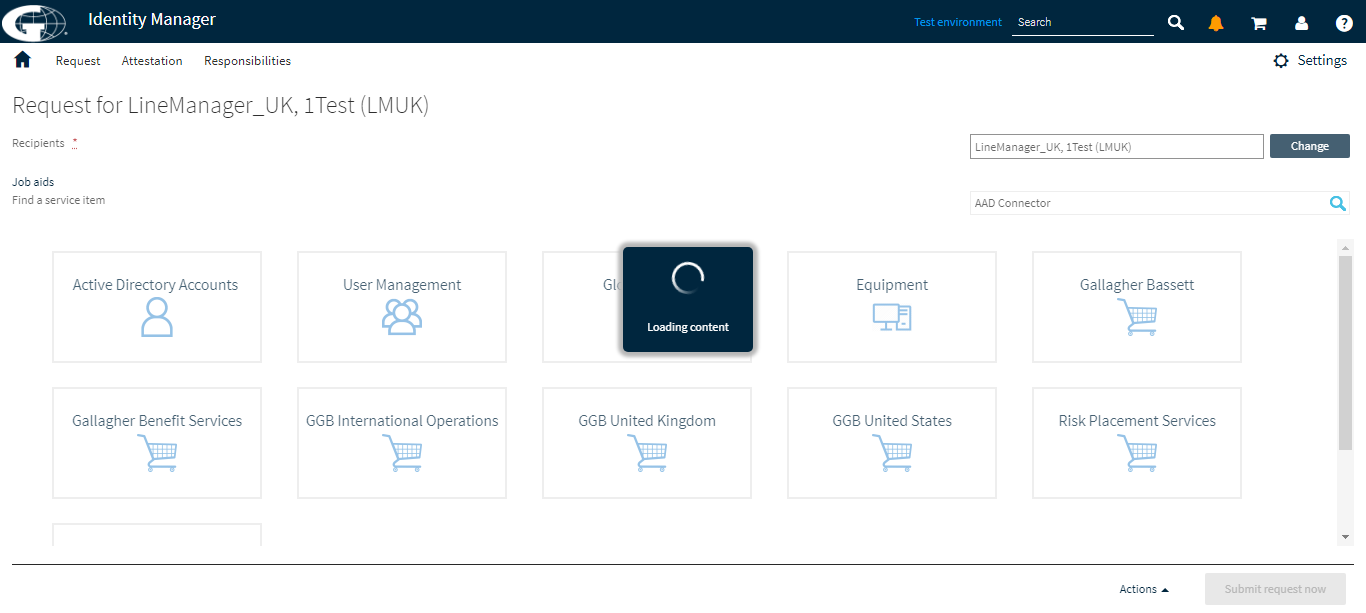 Identity Manager
Test environment
Search
Request
Attestation
Responsibilities
Settings
Request for LineManager_UK, 1Test (LMUK)
Recipients *
LineManager_UK, 1Test (LMUK)
Change
Job aids
Find a service item
AAD Connector
Active Directory Accounts
User Management
Equipment
Gallagher Bassett
Loading content
Gallagher Benefit Services
GGB International Operations
GGB United Kingdom
GGB United States
Risk Placement Services
Actions
Submit request now